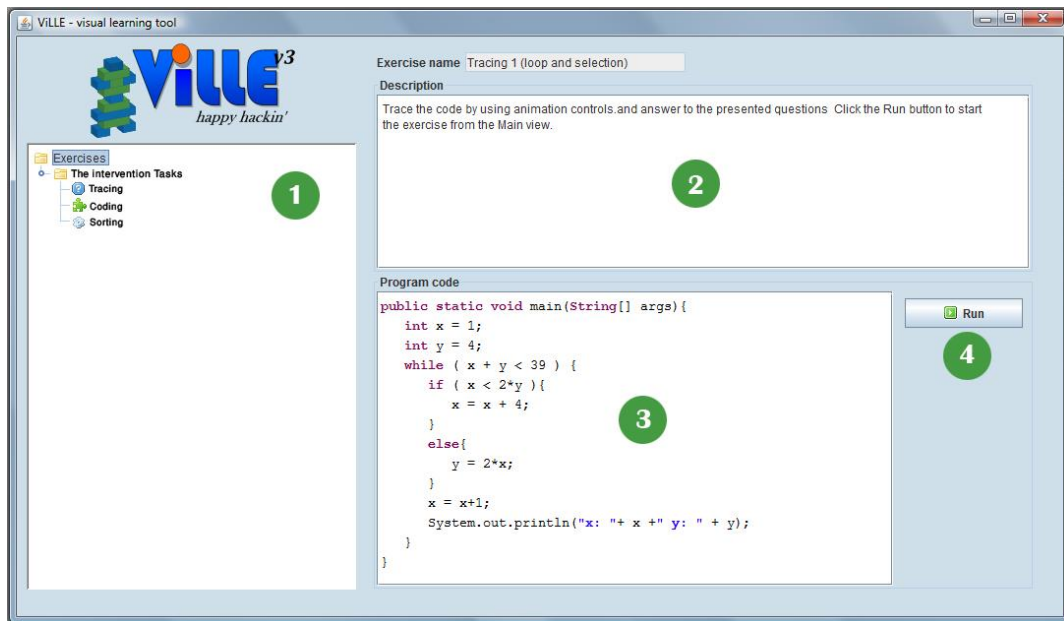 ViLLE - visual learning tool
ViLLE v3
happy hackin'
Exercises
The intervention Tasks
Tracing
Coding
Sorting
1
Exercise name Tracing 1 (loop and selection)
Description
Trace the code by using animation controls.and answer to the presented questions Click the Run button to start
the exercise from the Main view.
2
Program code
public static void main(String[] args){
int x = 1;
int y = 4;
while ( x + y < 39 ) {
if ( x < 2*y ){
x = x + 4;
}
else{
y = 2*x;
}
x = x+1;
System.out.println("x: "+ x +" y: " + y);
}
}
3
Run
4